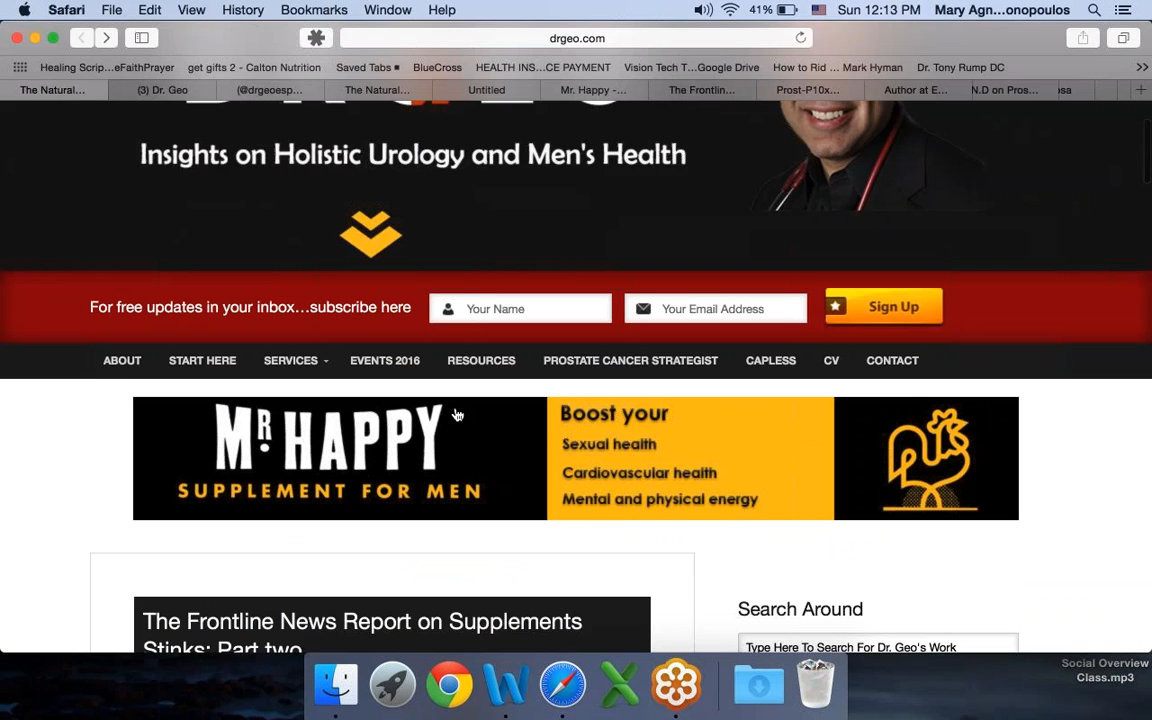 Safari File Edit View History Bookmarks Window Help 41% Sun 12:13 PM Mary Agn...onopoulos
drgeo.com
Healing Scrip...eFaithPrayer get gifts 2 - Calton Nutrition Saved Tabs BlueCross HEALTH INS...CE PAYMENT Vision Tech T...Google Drive How to Rid ... Mark Hyman Dr. Tony Rump DC
The Natural... (3) Dr. Geo (@drgeoesp... The Natural... Untitled Mr. Happy -... The Frontlin... Prost-P10x... Author at E... N.D on Pros...
Insights on Holistic Urology and Men's Health
For free updates in your inbox...subscribe here Your Name Your Email Address Sign Up
ABOUT START HERE SERVICES EVENTS 2016 RESOURCES PROSTATE CANCER STRATEGIST CAPLESS CV CONTACT
MR. HAPPY
SUPPLEMENT FOR MEN
Boost your
Sexual health
Cardiovascular health
Mental and physical energy
The Frontline News Report on Supplements
Stinks: Part two
Search Around
Type Here To Search For Dr. Geo's Work
Social Overview
Class.mp3